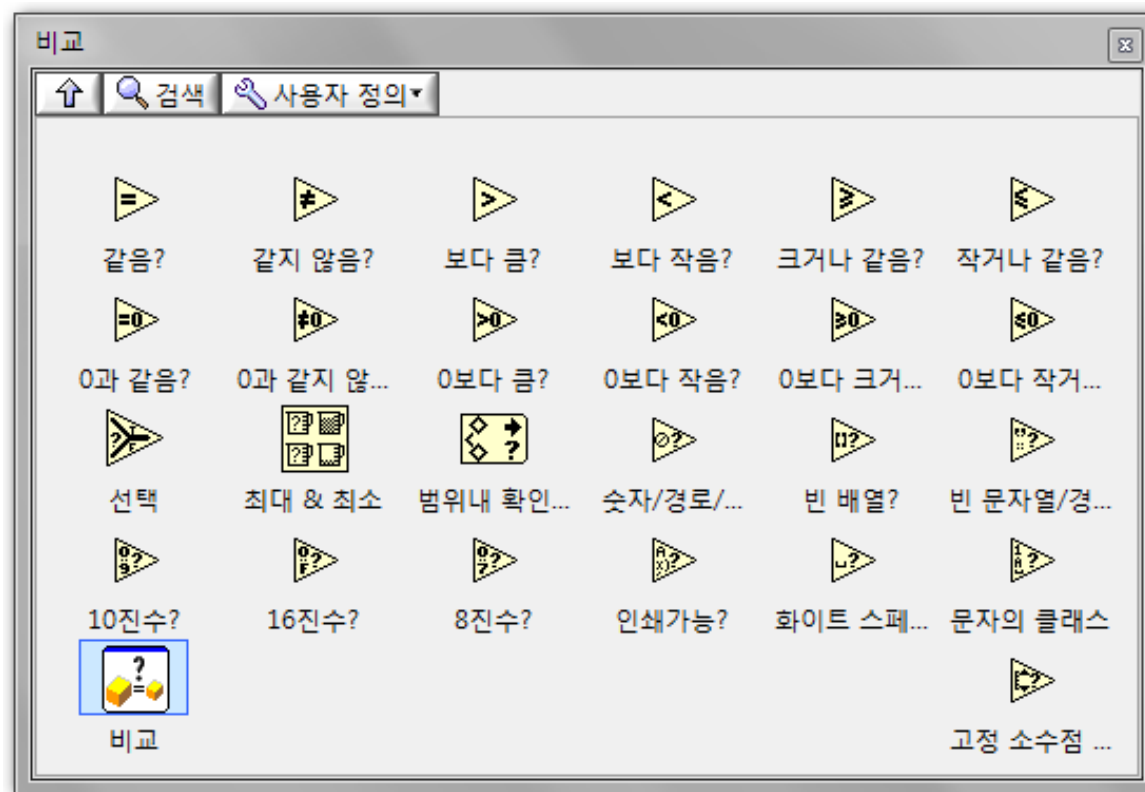 비교
검색 사용자 정의
같음? 같지 않음? 보다 큼? 보다 작음? 크거나 같음? 작거나 같음?
=0 ≠0 >0 <0 ≥0 ≤0
0과 같음? 0과 같지 않... 0보다 큼? 0보다 작음? 0보다 크거... 0보다 작거...
선택 최대 & 최소 범위내 확인... 숫자/경로/... 빈 배열? 빈 문자열/경...
10진수? 16진수? 8진수? 인쇄가능? 화이트 스페... 문자의 클래스
비교 고정 소수점 ...